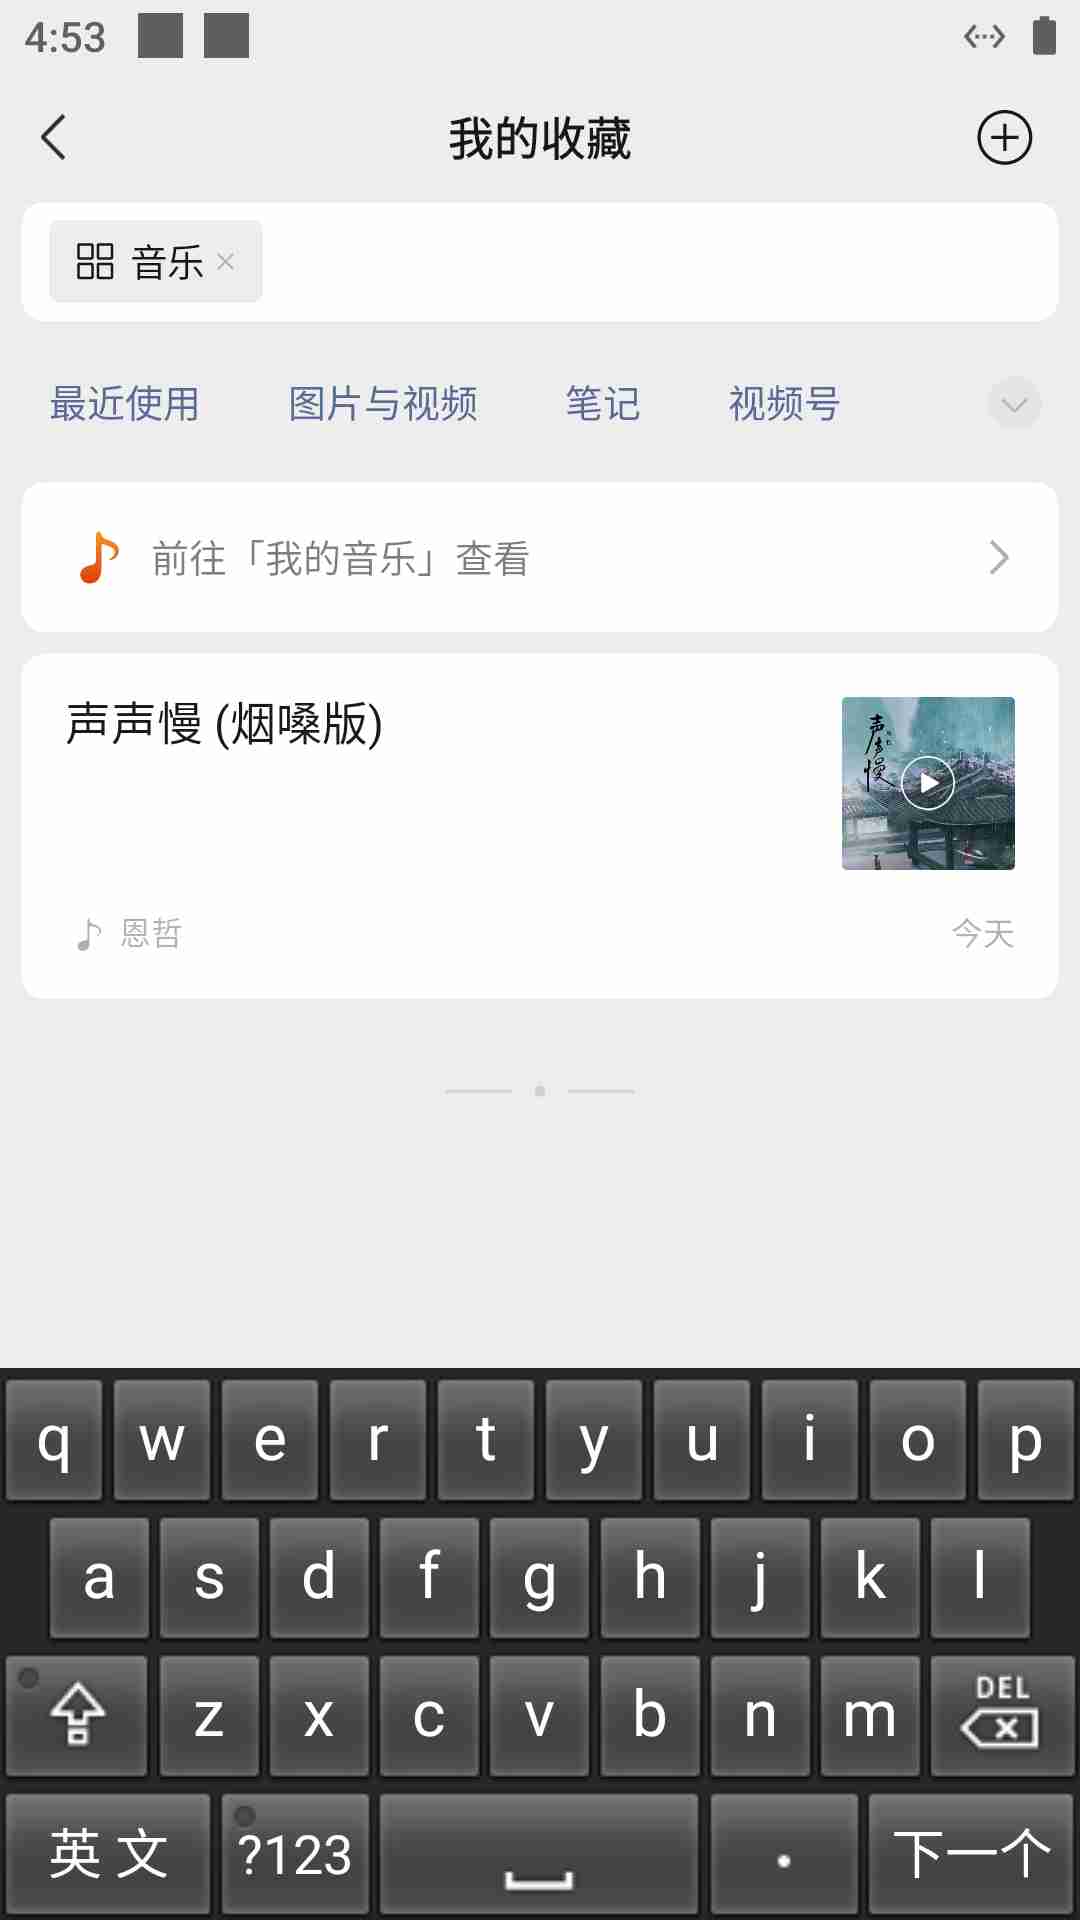 4:53
我的收藏
音乐
最近使用 图片与视频 笔记 视频号
前往「我的音乐」查看
声声慢 (烟嗓版)
声声慢
恩哲 今天
q w e r t y u i o p
a s d f g h j k l
z x c v b n m DEL
英文 ?123 . 下一个